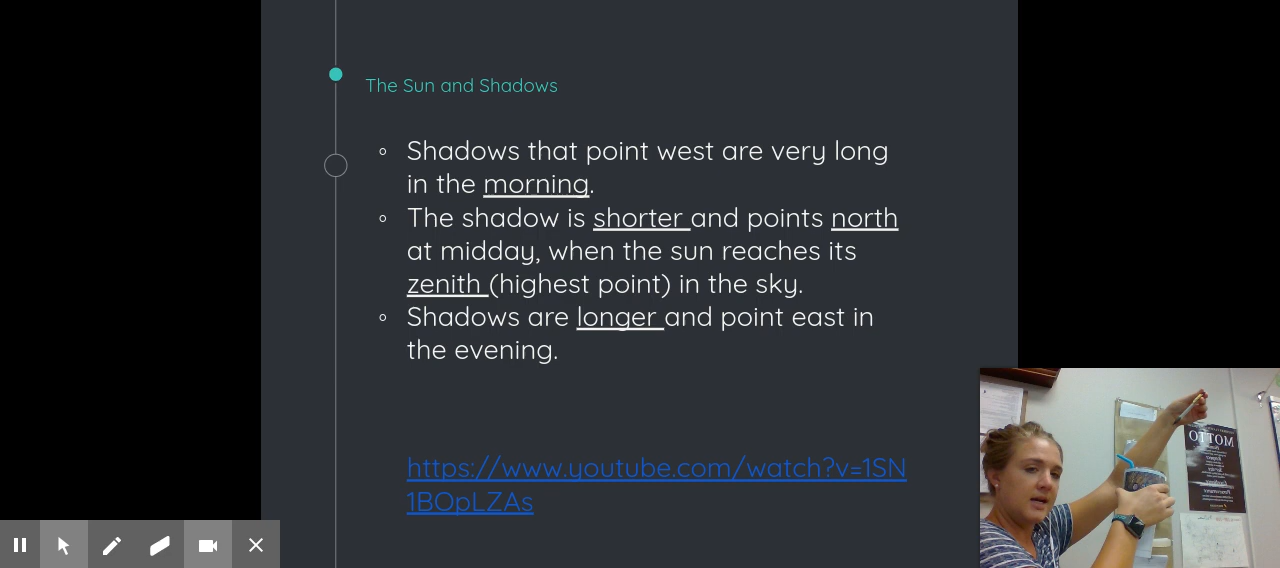 The Sun and Shadows
Shadows that point west are very long
in the morning.
The shadow is shorter and points north
at midday, when the sun reaches its
zenith (highest point) in the sky.
Shadows are longer and point east in
the evening.
https://www.youtube.com/watch?v=1SN
1BOpLZAs
MOTTO